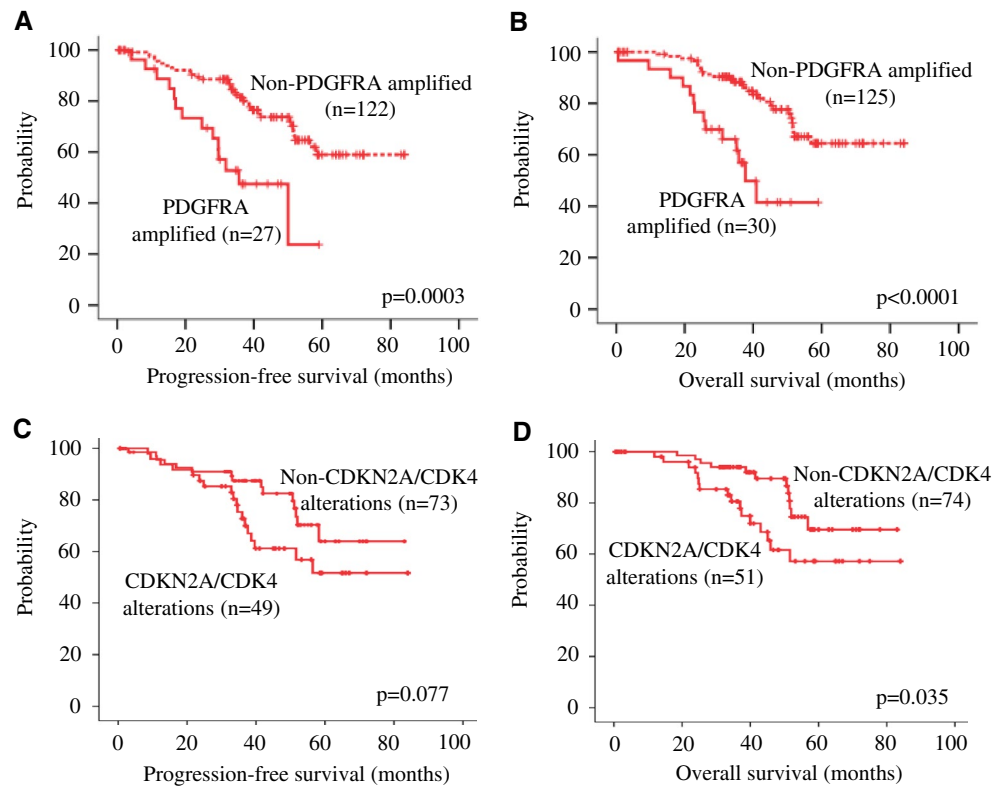 A
100
80
60
40
20
0
Probability
Non-PDGFRA amplified
(n=122)
PDGFRA
amplified (n=27)
p=0.0003
0 20 40 60 80 100
Progression-free survival (months)
B
100
80
60
40
20
0
Probability
Non-PDGFRA amplified
(n=125)
PDGFRA
amplified (n=30)
p<0.0001
0 20 40 60 80 100
Overall survival (months)
C
100
80
60
40
20
0
Probability
Non-CDKN2A/CDK4
alterations (n=73)
CDKN2A/CDK4
alterations (n=49)
p=0.077
0 20 40 60 80 100
Progression-free survival (months)
D
100
80
60
40
20
0
Probability
Non-CDKN2A/CDK4
alterations (n=74)
CDKN2A/CDK4
alterations (n=51)
p=0.035
0 20 40 60 80 100
Overall survival (months)